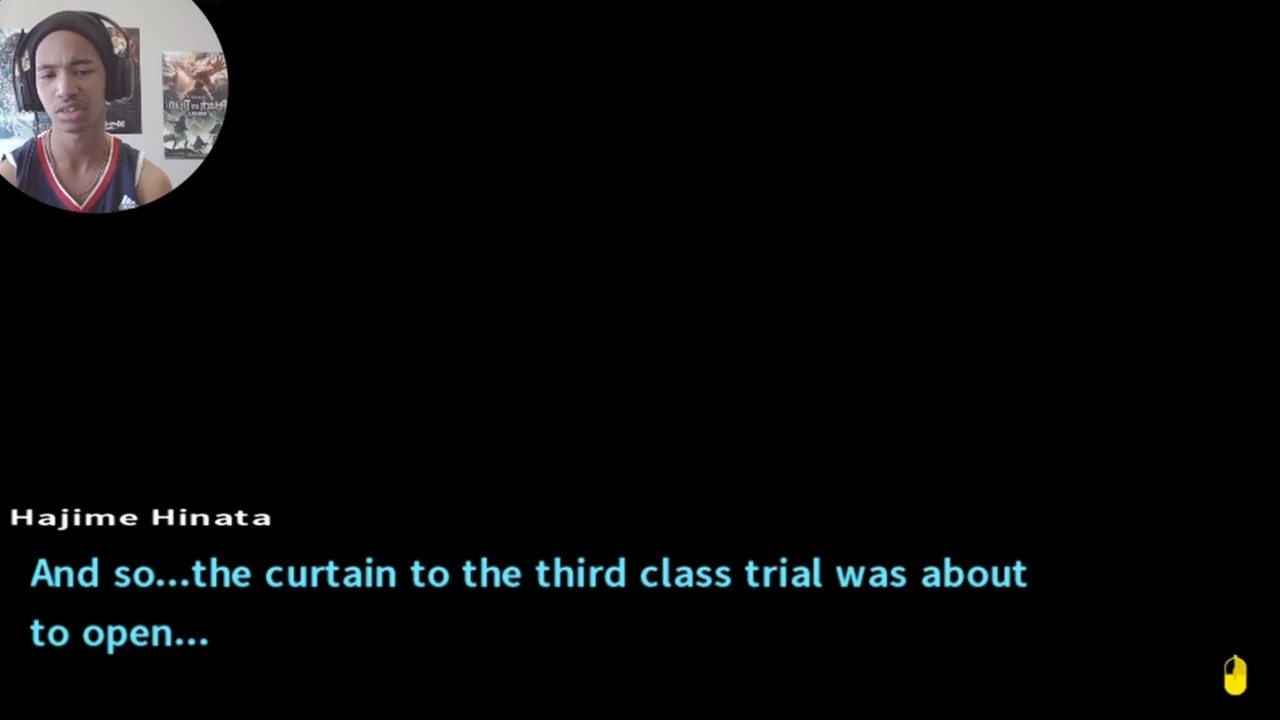 Hajime Hinata
And so...the curtain to the third class trial was about
to open...